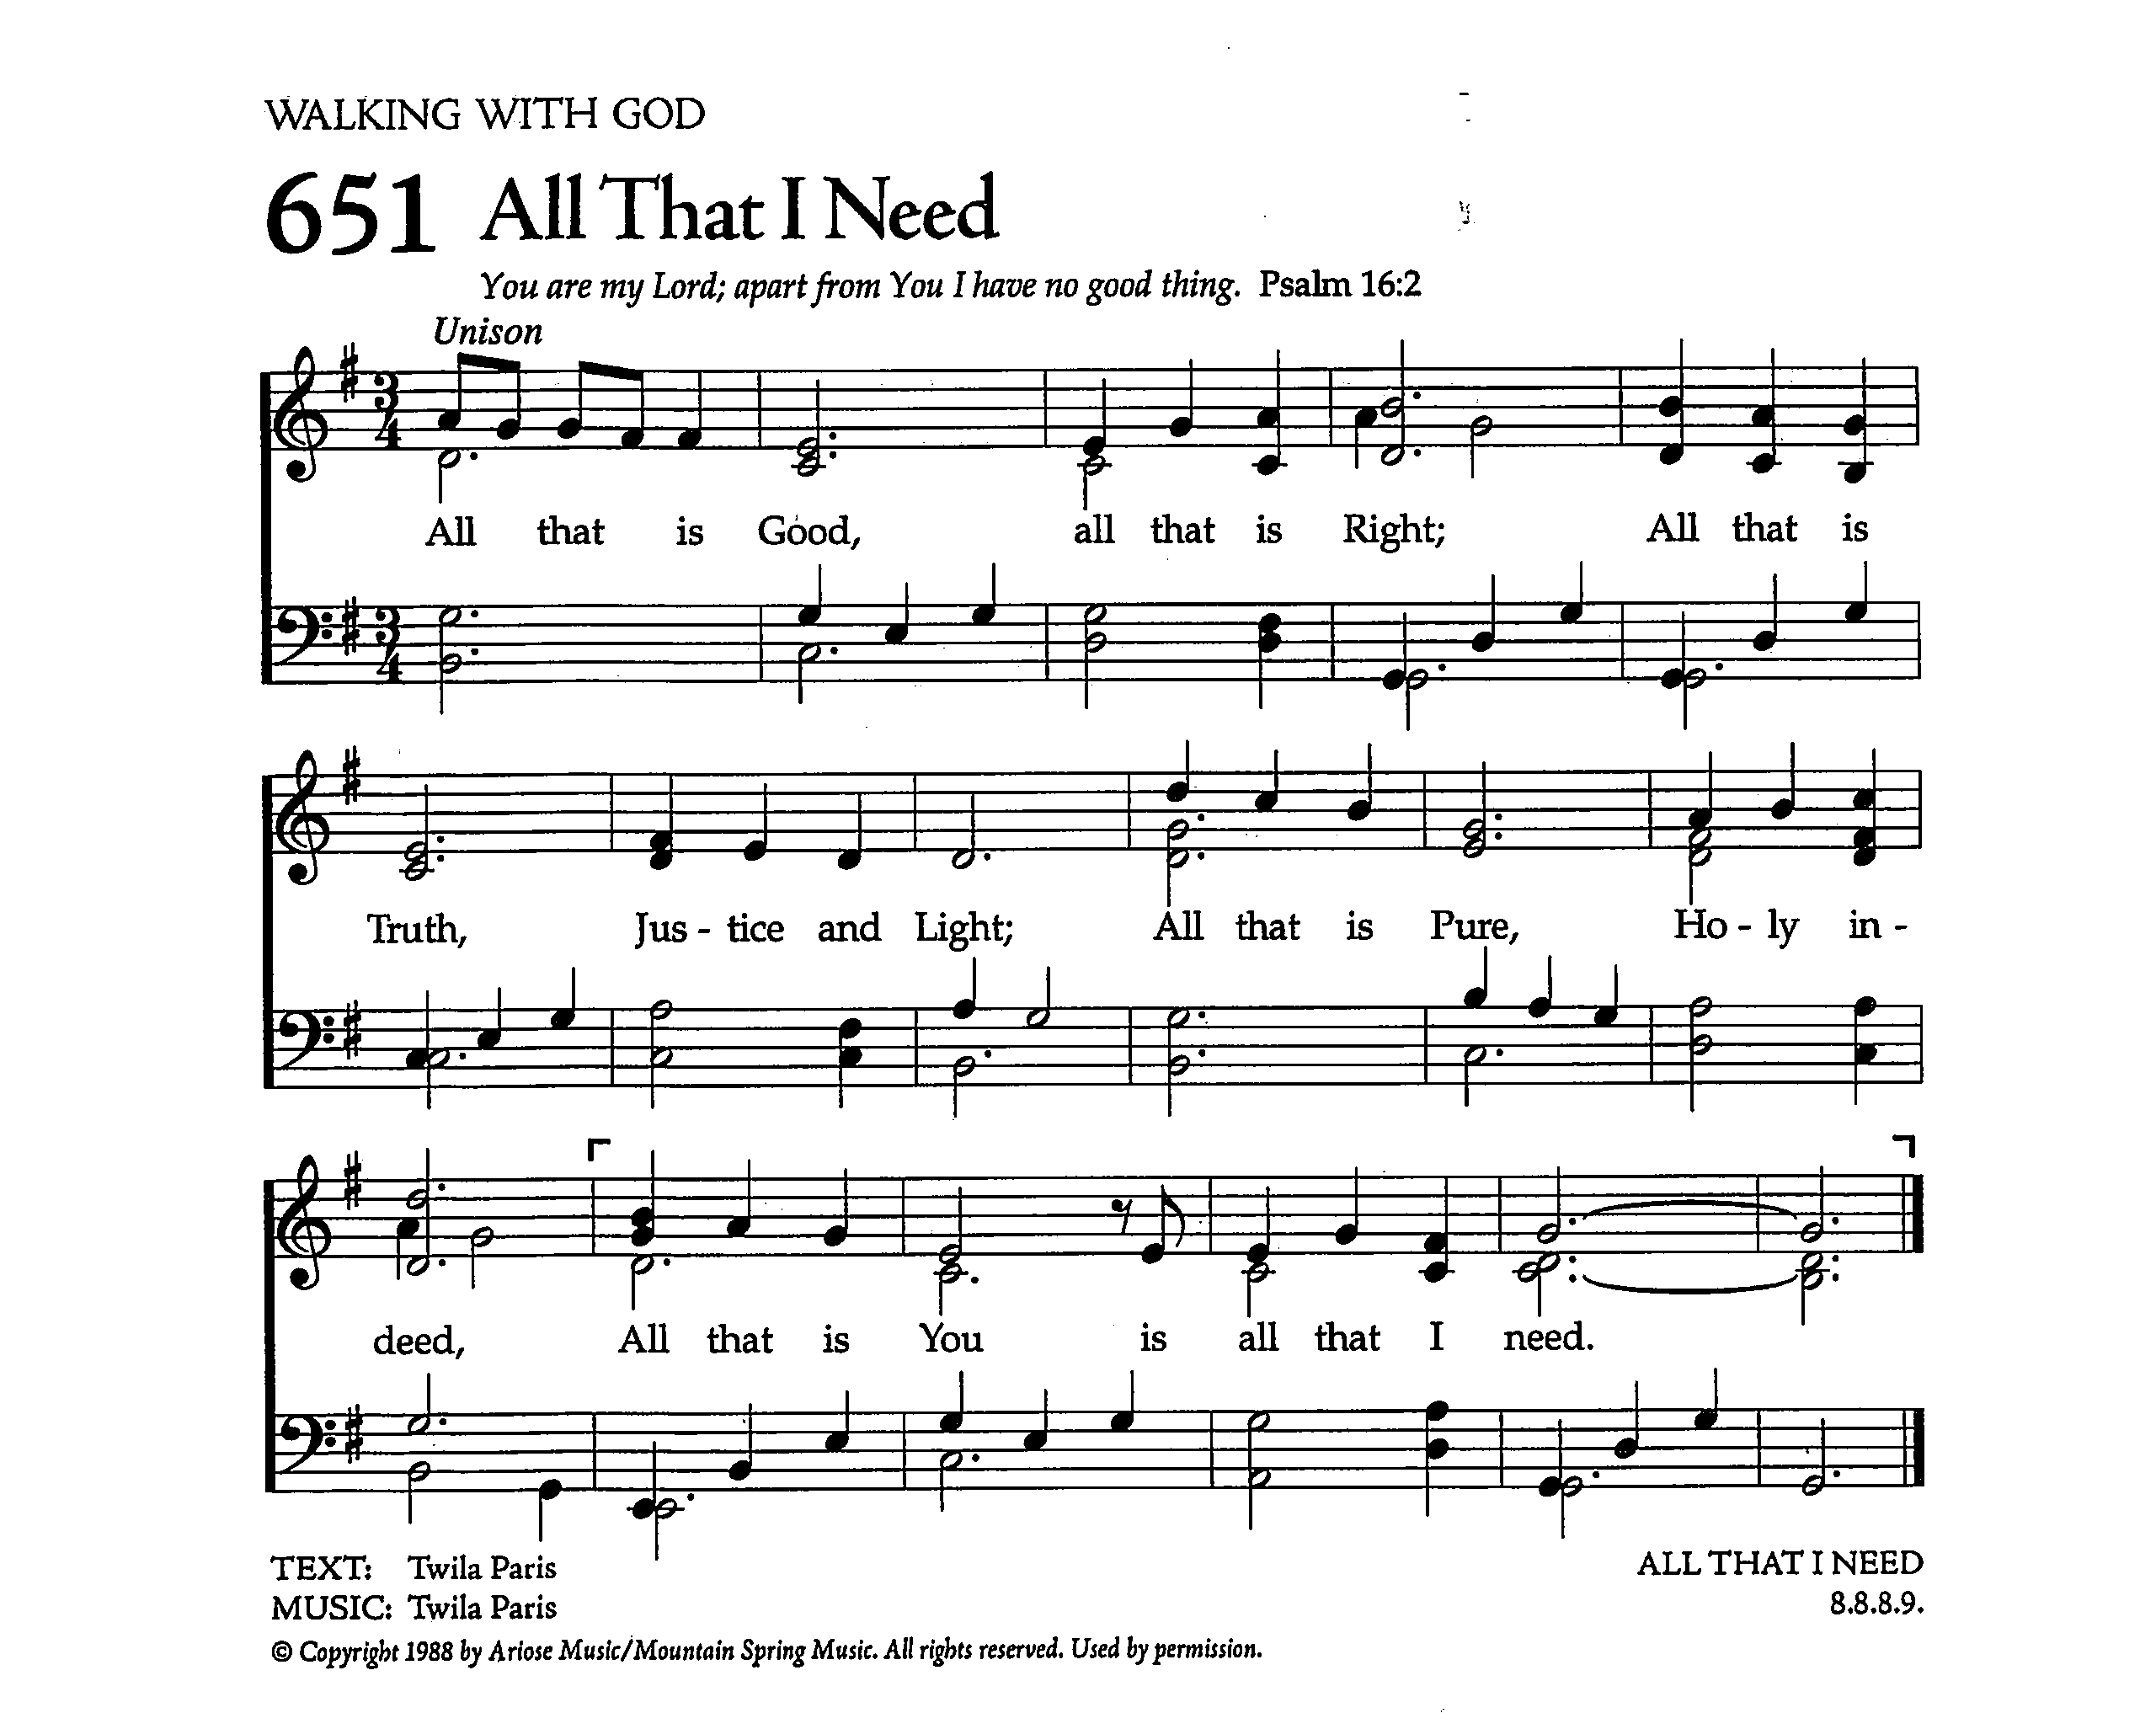 WALKING WITH GOD
651 All That I Need
You are my Lord; apart from You I have no good thing. Psalm 16:2
Unison
3 4
All that is Good, all that is Right; All that is
3 4
Truth, Jus - tice and Light; All that is Pure, Ho - ly in -
deed, All that is You is all that I need.
TEXT: Twila Paris ALL THAT I NEED
MUSIC: Twila Paris 8.8.8.9.
© Copyright 1988 by Ariose Music/Mountain Spring Music. All rights reserved. Used by permission.